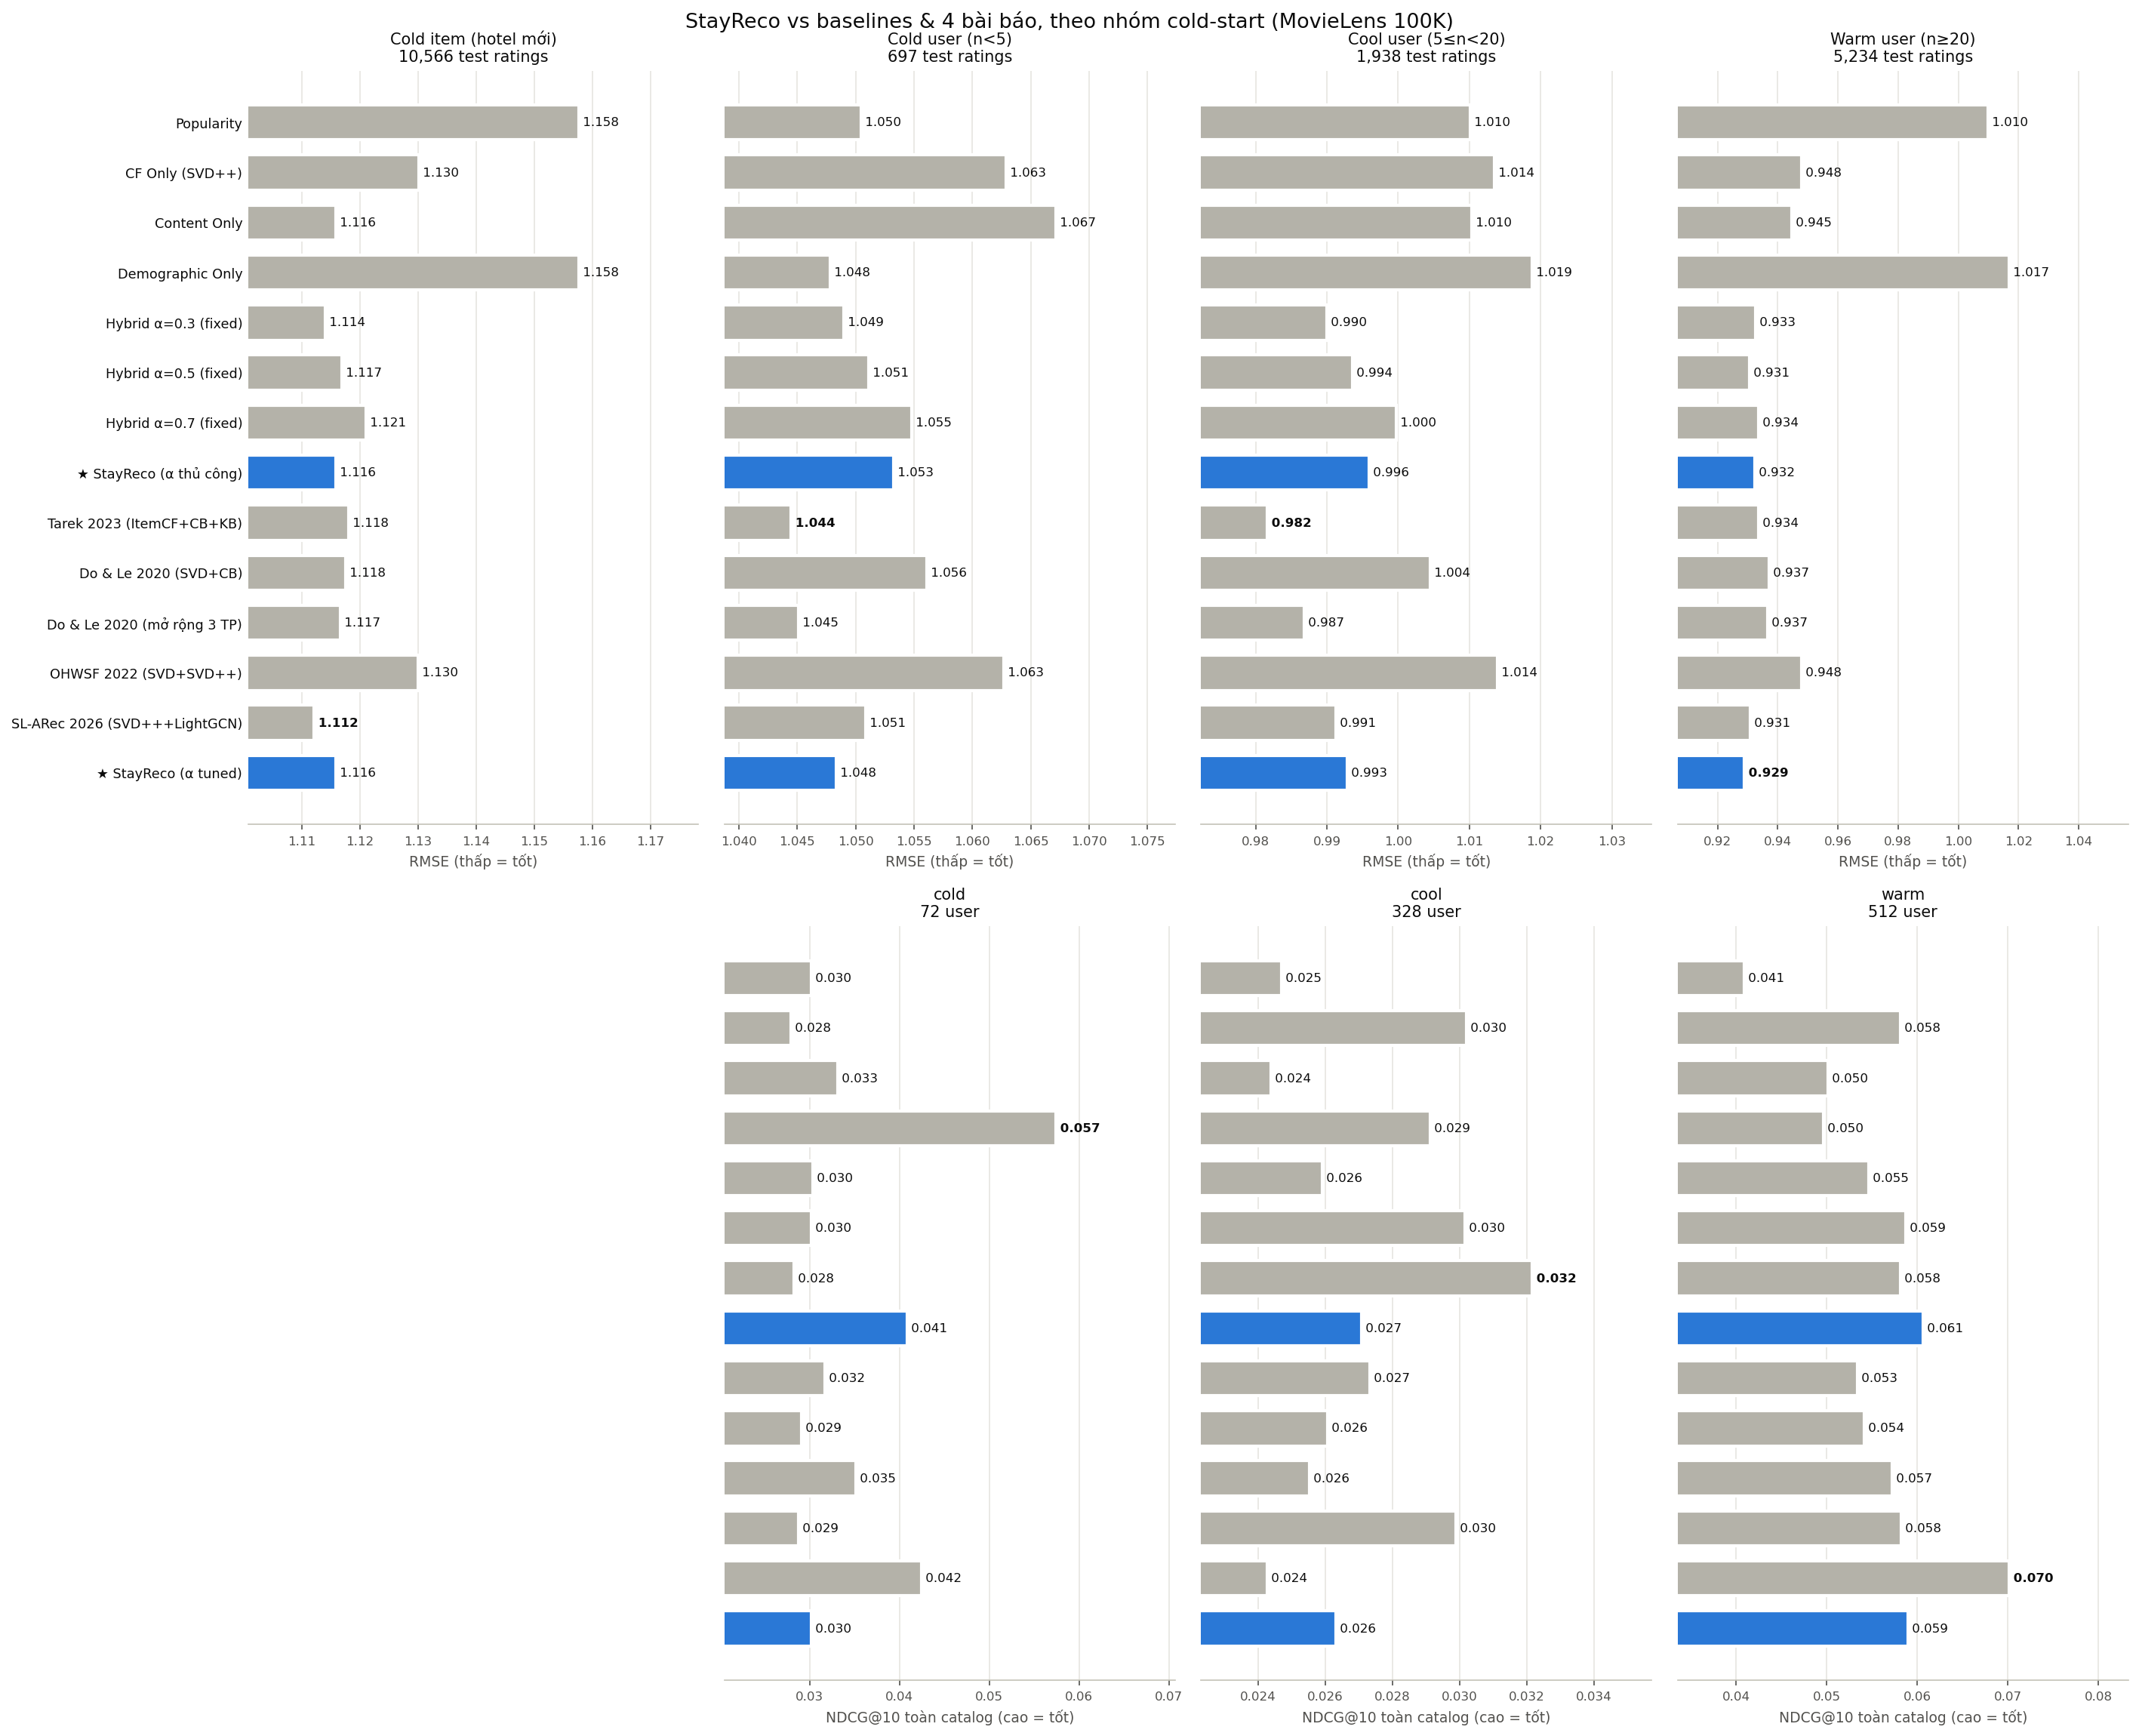 StayReco vs baselines & 4 bài báo, theo nhóm cold-start (MovieLens 100K)
Cold item (hotel mới)
10,566 test ratings
Popularity
1.158
CF Only (SVD++)
1.130
Content Only
1.116
Demographic Only
1.158
Hybrid α=0.3 (fixed)
1.114
Hybrid α=0.5 (fixed)
1.117
Hybrid α=0.7 (fixed)
1.121
★ StayReco (α thủ công)
1.116
Tarek 2023 (ItemCF+CB+KB)
1.118
Do & Le 2020 (SVD+CB)
1.118
Do & Le 2020 (mở rộng 3 TP)
1.117
OHWSF 2022 (SVD+SVD++)
1.130
SL-ARec 2026 (SVD+++LightGCN)
1.112
★ StayReco (α tuned)
1.116
1.11 1.12 1.13 1.14 1.15 1.16 1.17
RMSE (thấp = tốt)
Cold user (n<5)
697 test ratings
1.050
1.063
1.067
1.048
1.049
1.051
1.055
1.053
1.044
1.056
1.045
1.063
1.051
1.048
1.040 1.045 1.050 1.055 1.060 1.065 1.070 1.075
RMSE (thấp = tốt)
Cool user (5≤n<20)
1,938 test ratings
1.010
1.014
1.010
1.019
0.990
0.994
1.000
0.996
0.982
1.004
0.987
1.014
0.991
0.993
0.98 0.99 1.00 1.01 1.02 1.03
RMSE (thấp = tốt)
Warm user (n≥20)
5,234 test ratings
1.010
0.948
0.945
1.017
0.933
0.931
0.934
0.932
0.934
0.937
0.937
0.948
0.931
0.929
0.92 0.94 0.96 0.98 1.00 1.02 1.04
RMSE (thấp = tốt)
cold
72 user
0.030
0.028
0.033
0.057
0.030
0.030
0.028
0.041
0.032
0.029
0.035
0.029
0.042
0.030
0.03 0.04 0.05 0.06 0.07
NDCG@10 toàn catalog (cao = tốt)
cool
328 user
0.025
0.030
0.024
0.029
0.026
0.030
0.032
0.027
0.027
0.026
0.026
0.030
0.024
0.026
0.024 0.026 0.028 0.030 0.032 0.034
NDCG@10 toàn catalog (cao = tốt)
warm
512 user
0.041
0.058
0.050
0.050
0.055
0.059
0.058
0.061
0.053
0.054
0.057
0.058
0.070
0.059
0.04 0.05 0.06 0.07 0.08
NDCG@10 toàn catalog (cao = tốt)